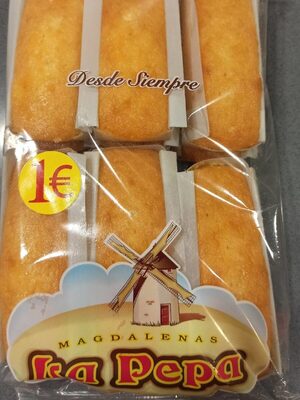 Desde Siempre
1€
MAGDALENAS
La Pepa